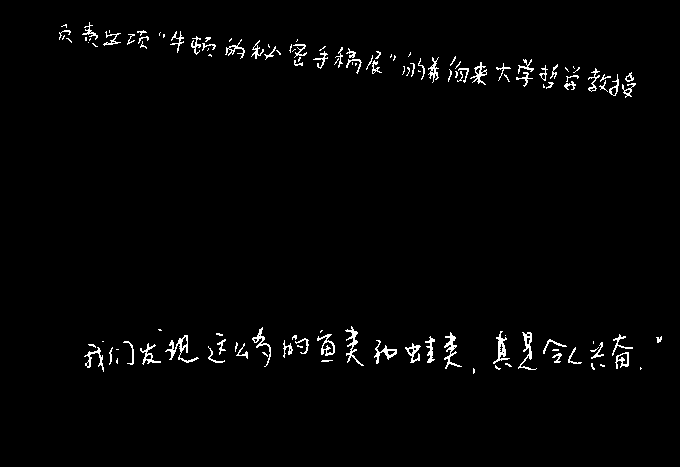 负责这项“牛顿的秘密手稿展”的希伯来大学哲学教授
我们发现这么多的鱼类和蛙类，真是令人兴奋。”